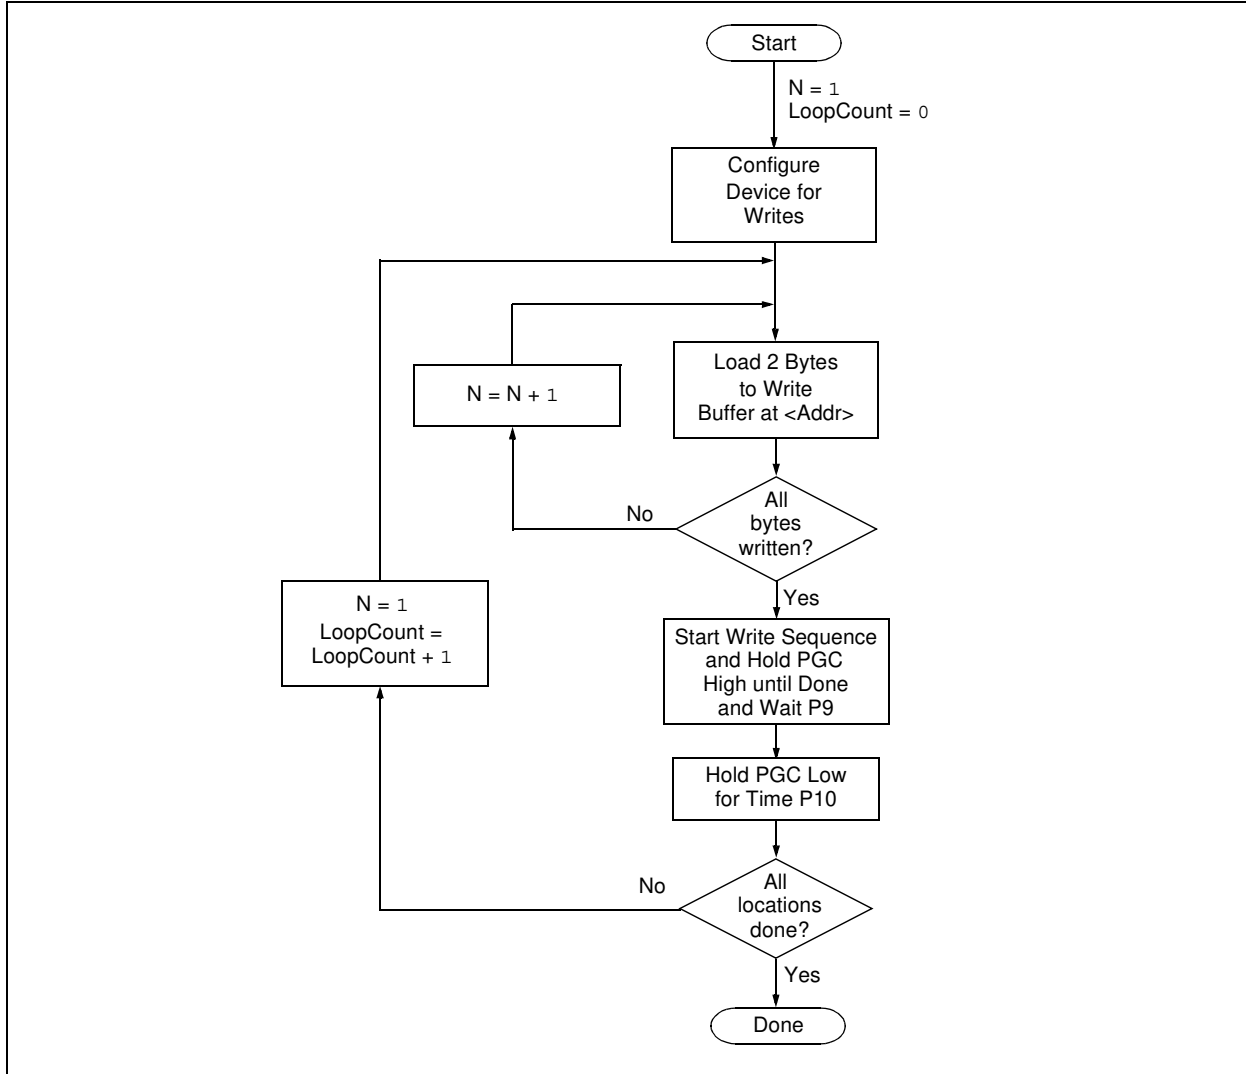 Start
N = 1
LoopCount = 0
Configure
Device for
Writes
Load 2 Bytes
to Write
Buffer at <Addr>
N = N + 1
All
bytes
written?
No
Yes
N = 1
LoopCount =
LoopCount + 1
Start Write Sequence
and Hold PGC
High until Done
and Wait P9
Hold PGC Low
for Time P10
All
locations
done?
No
Yes
Done